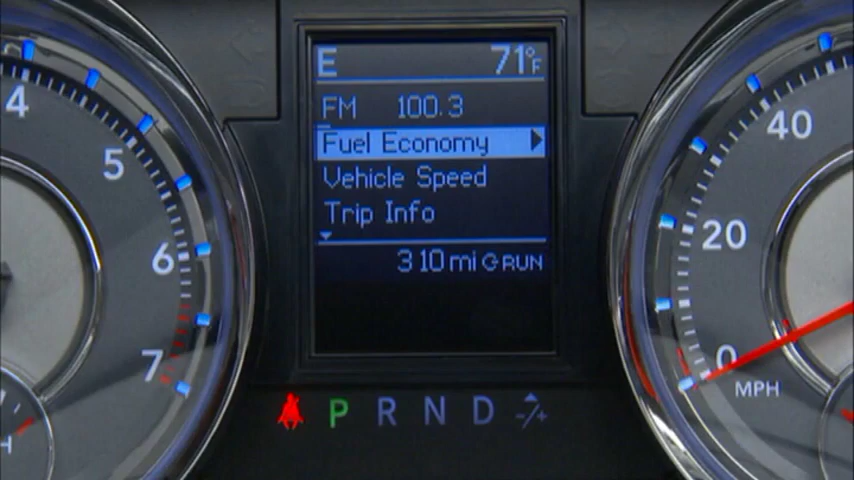 E 71°F
FM 100.3
Fuel Economy
Vehicle Speed
Trip Info
310 mi RUN
4
5
6
7
40
20
0
MPH
P R N D -/+
H